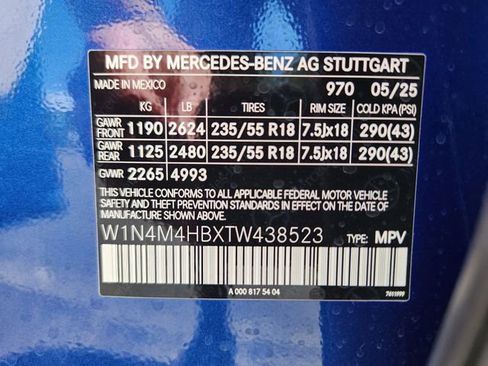 MFD BY MERCEDES-BENZ AG STUTTGART
MADE IN MEXICO 970 05/25
KG LB TIRES RIM SIZE COLD KPA (PSI)
GAWR FRONT 1190 2624 235/55 R18 7.5Jx18 290(43)
GAWR REAR 1125 2480 235/55 R18 7.5Jx18 290(43)
GVWR 2265 4993
THIS VEHICLE CONFORMS TO ALL APPLICABLE FEDERAL MOTOR VEHICLE
SAFETY AND THEFT PREVENTION STANDARDS IN EFFECT ON THE DATE OF
MANUFACTURE SHOWN ABOVE.
W1N4M4HBXTW438523 TYPE: MPV
A 000 817 54 04